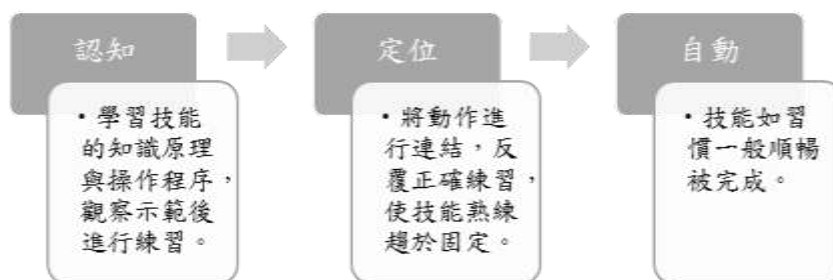 認知
・學習技能
的知識原理
與操作程序，
觀察示範後
進行練習。
定位
・將動作進
行連結，反
覆正確練習，
使技能熟練
趨於固定。
自動
・技能如習
慣一般順暢
被完成。